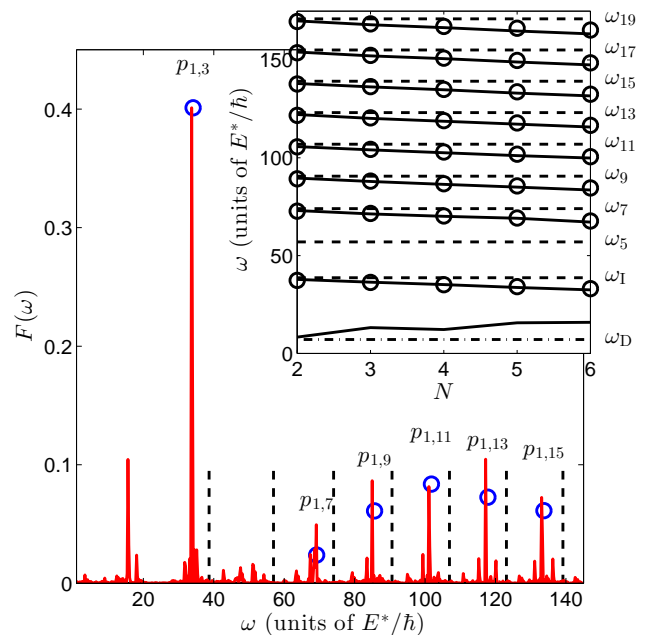 ω19
150
ω17
ω15
ω13
100
ω11
ω9
ω7
50
ω5
ωI
ωD
0
2 3 4 5 6
N
ω (units of E*/ħ)
p1,3
0.4
0.3
0.2
0.1
0
F(ω)
p1,7
p1,9
p1,11
p1,13
p1,15
20 40 60 80 100 120 140
ω (units of E*/ħ)